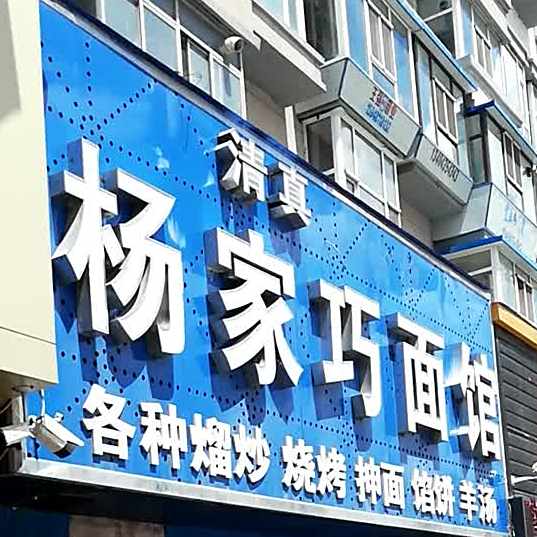 清真
杨家巧面馆
各种熘炒 烧烤 抻面 馅饼 羊汤